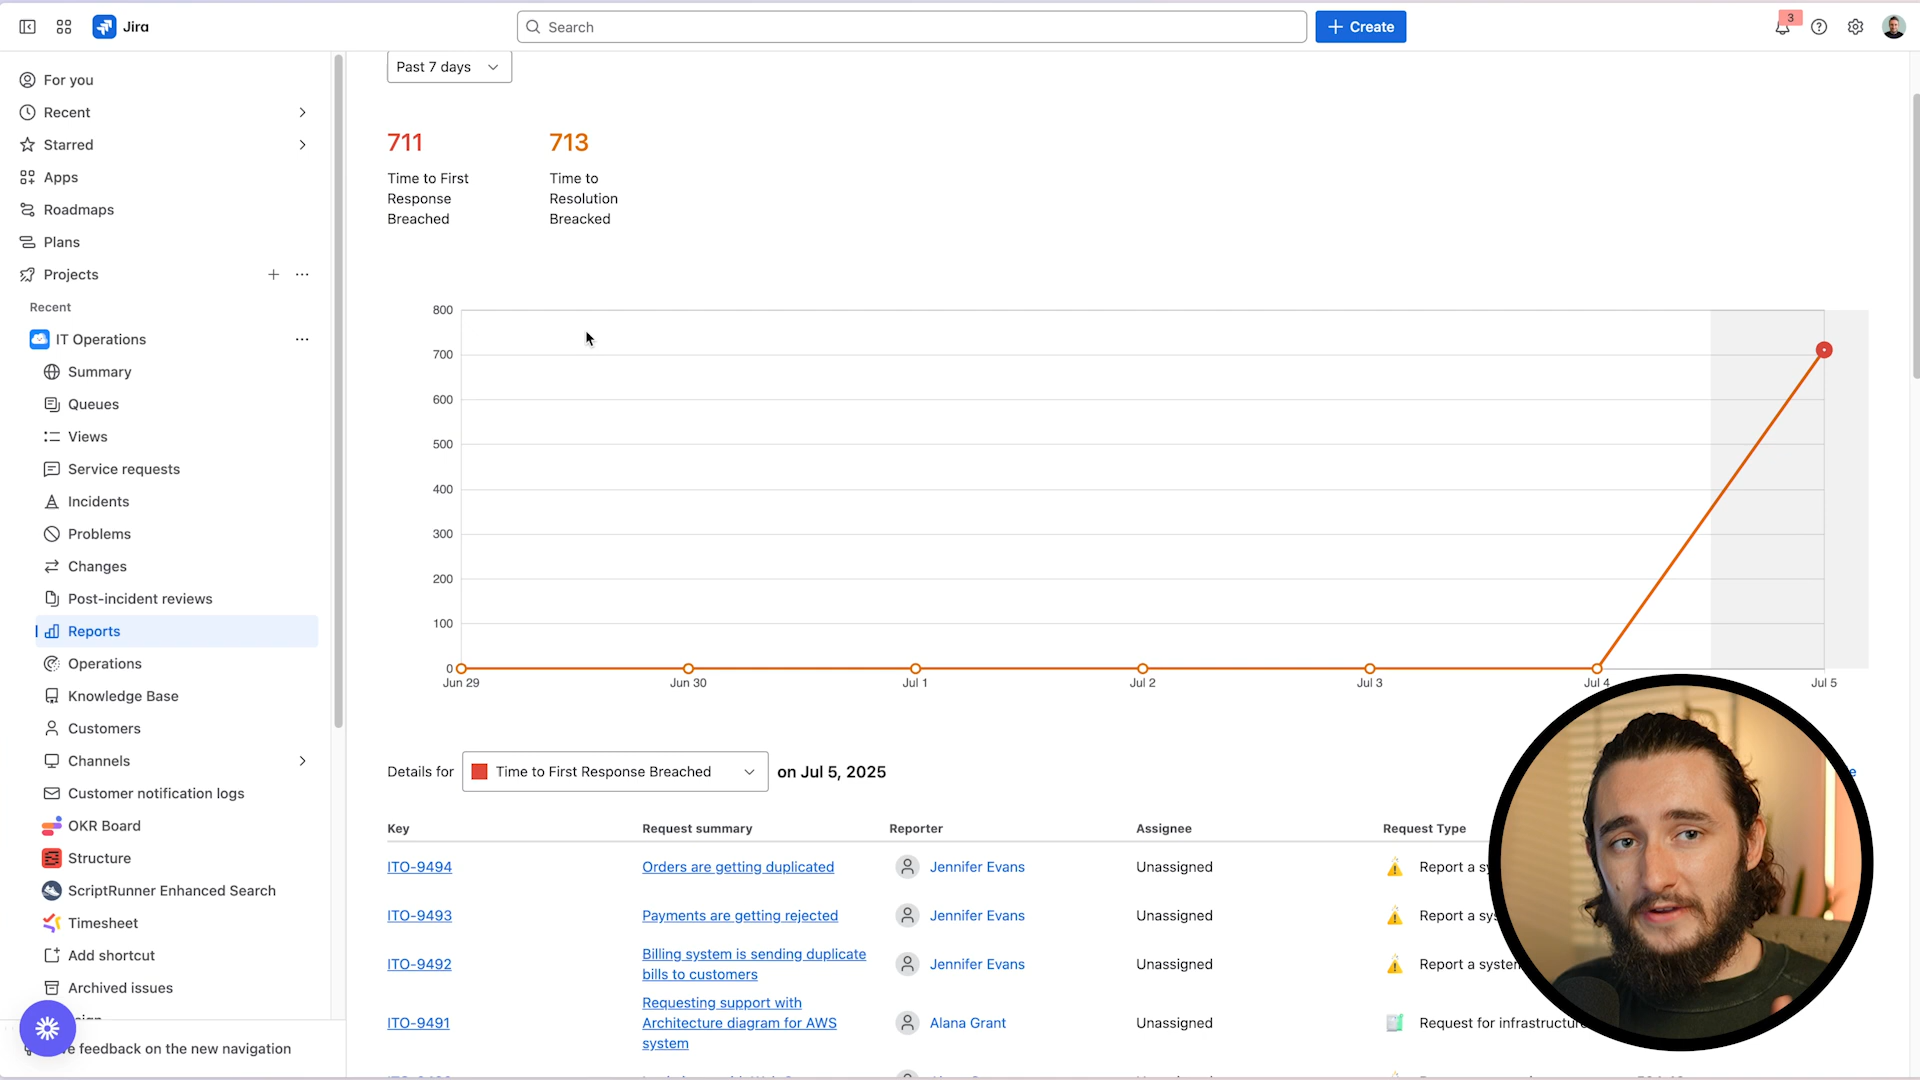 Jira
Search
Create
3
For you
Recent
Starred
Apps
Roadmaps
Plans
Projects
Recent
IT Operations
Summary
Queues
Views
Service requests
Incidents
Problems
Changes
Post-incident reviews
Reports
Operations
Knowledge Base
Customers
Channels
Customer notification logs
OKR Board
Structure
ScriptRunner Enhanced Search
Timesheet
Add shortcut
Archived issues
feedback on the new navigation
Past 7 days
711
Time to First
Response
Breached
713
Time to
Resolution
Breacked
800
700
600
500
400
300
200
100
0
Jun 29
Jun 30
Jul 1
Jul 2
Jul 3
Jul 4
Jul 5
Details for
Time to First Response Breached
on Jul 5, 2025
Key
Request summary
Reporter
Assignee
Request Type
ITO-9494
Orders are getting duplicated
Jennifer Evans
Unassigned
Report a
ITO-9493
Payments are getting rejected
Jennifer Evans
Unassigned
Report a
ITO-9492
Billing system is sending duplicate
bills to customers
Jennifer Evans
Unassigned
Report a system
ITO-9491
Requesting support with
Architecture diagram for AWS
system
Alana Grant
Unassigned
Request for infrastructure